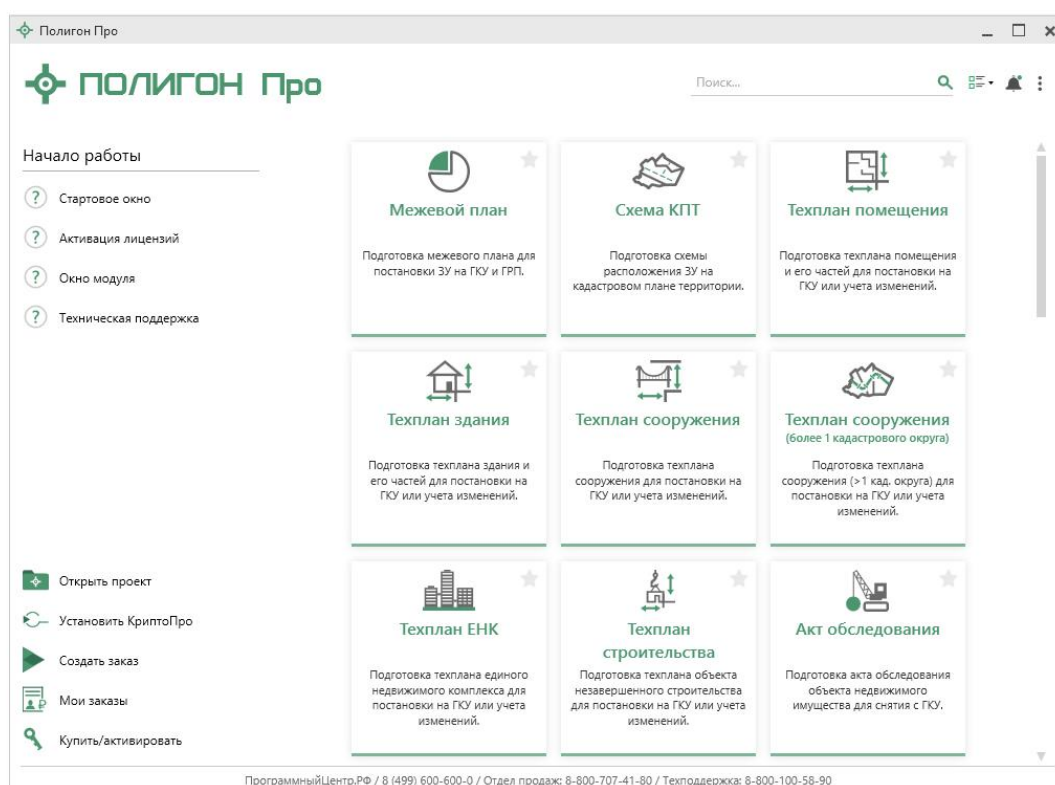 Полигон Про
ПОЛИГОН Про
Поиск...
Начало работы
Стартовое окно
Активация лицензий
Окно модуля
Техническая поддержка
Открыть проект
Установить КриптоПро
Создать заказ
Мои заказы
Купить/активировать
Межевой план
Подготовка межевого плана для
постановки ЗУ на ГКУ и ГРП.
Схема КПТ
Подготовка схемы
расположения ЗУ на
кадастровом плане территории.
Техплан помещения
Подготовка техплана помещения
и его частей для постановки на
ГКУ или учета изменений.
Техплан здания
Подготовка техплана здания и
его частей для постановки на
ГКУ или учета изменений.
Техплан сооружения
Подготовка техплана
сооружения для постановки на
ГКУ или учета изменений.
Техплан сооружения
(более 1 кадастрового округа)
Подготовка техплана
сооружения (>1 кад. округа) для
постановки на ГКУ или учета
изменений.
Техплан ЕНК
Подготовка техплана единого
недвижимого комплекса для
постановки на ГКУ или учета
изменений.
Техплан
строительства
Подготовка техплана объекта
незавершенного строительства
для постановки на ГКУ или учета
изменений.
Акт обследования
Подготовка акта обследования
объекта недвижимого
имущества для снятия с ГКУ.
ПрограммныйЦентр.РФ / 8 (499) 600-600-0 / Отдел продаж: 8-800-707-41-80 / Техподдержка: 8-800-100-58-90